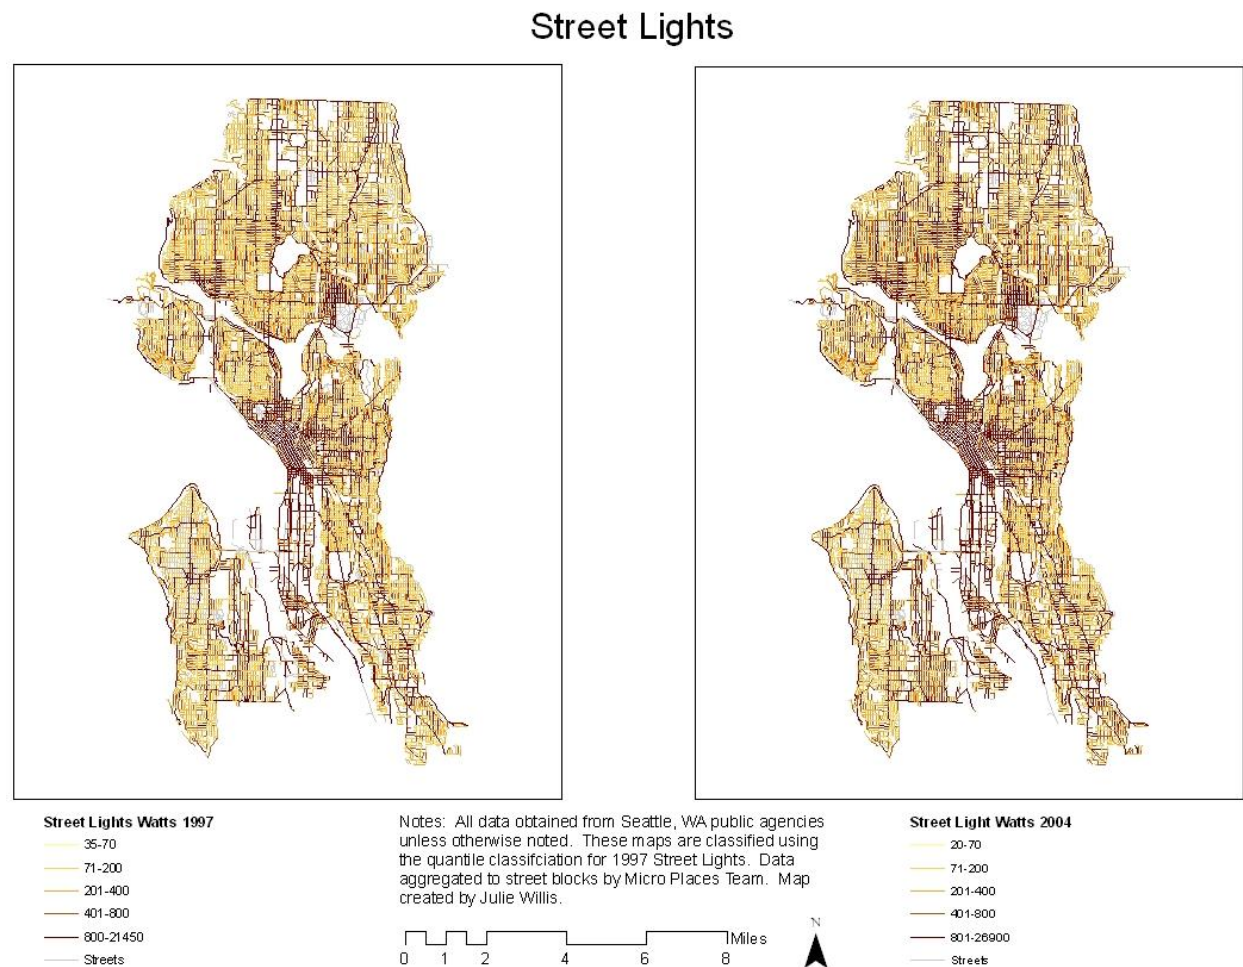 Street Lights
Street Lights Watts 1997
35-70
71-200
201-400
401-800
800-21450
Streets
Notes: All data obtained from Seattle, WA public agencies
unless otherwise noted. These maps are classified using
the quantile classifciation for 1997 Street Lights. Data
aggregated to street blocks by Micro Places Team. Map
created by Julie Willis.
Miles
0 1 2 4 6 8
N
Street Light Watts 2004
20-70
71-200
201-400
401-800
801-26900
Streets